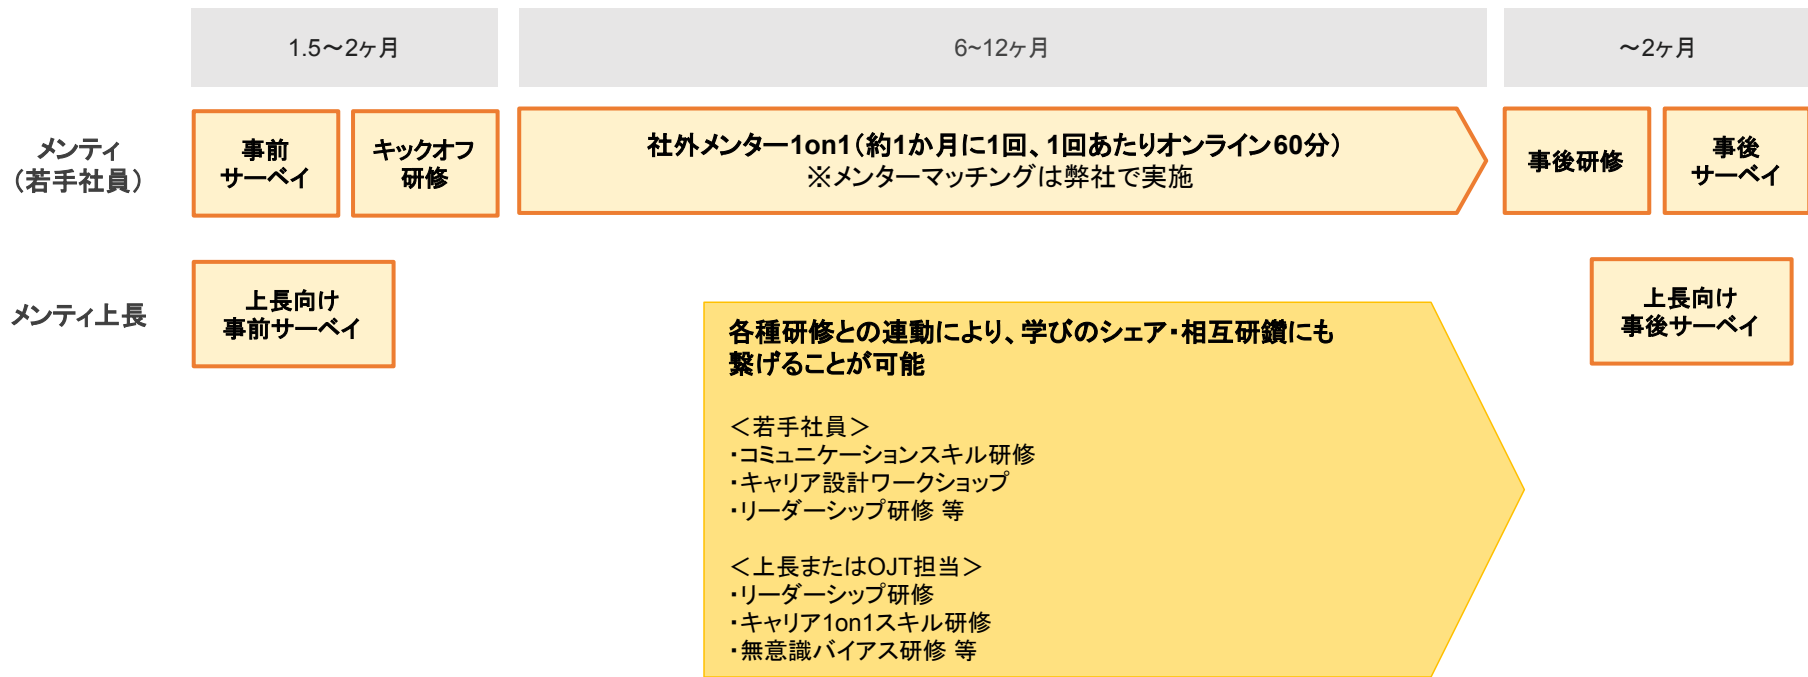 1.5～2ヶ月
6~12ヶ月
～2ヶ月
メンティ
（若手社員）
事前
サーベイ
キックオフ
研修
社外メンター1on1（約1か月に1回、1回あたりオンライン60分）
※メンターマッチングは弊社で実施
事後研修
事後
サーベイ
メンティ上長
上長向け
事前サーベイ
上長向け
事後サーベイ
各種研修との連動により、学びのシェア・相互研鑽にも
繋げることが可能
＜若手社員＞
・コミュニケーションスキル研修
・キャリア設計ワークショップ
・リーダーシップ研修 等
＜上長またはOJT担当＞
・リーダーシップ研修
・キャリア1on1スキル研修
・無意識バイアス研修 等